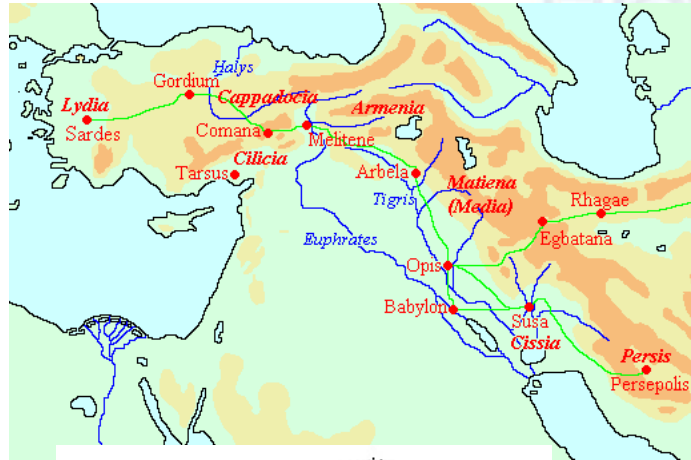 Halys
Gordium
Cappadocia
Lydia
Armenia
Sardes
Comana
Melitene
Cilicia
Tarsus
Arbela
Matiena
(Media)
Tigris
Rhagae
Egbatana
Euphrates
Opis
Babylon
Susa
Cissia
Persis
Persepolis